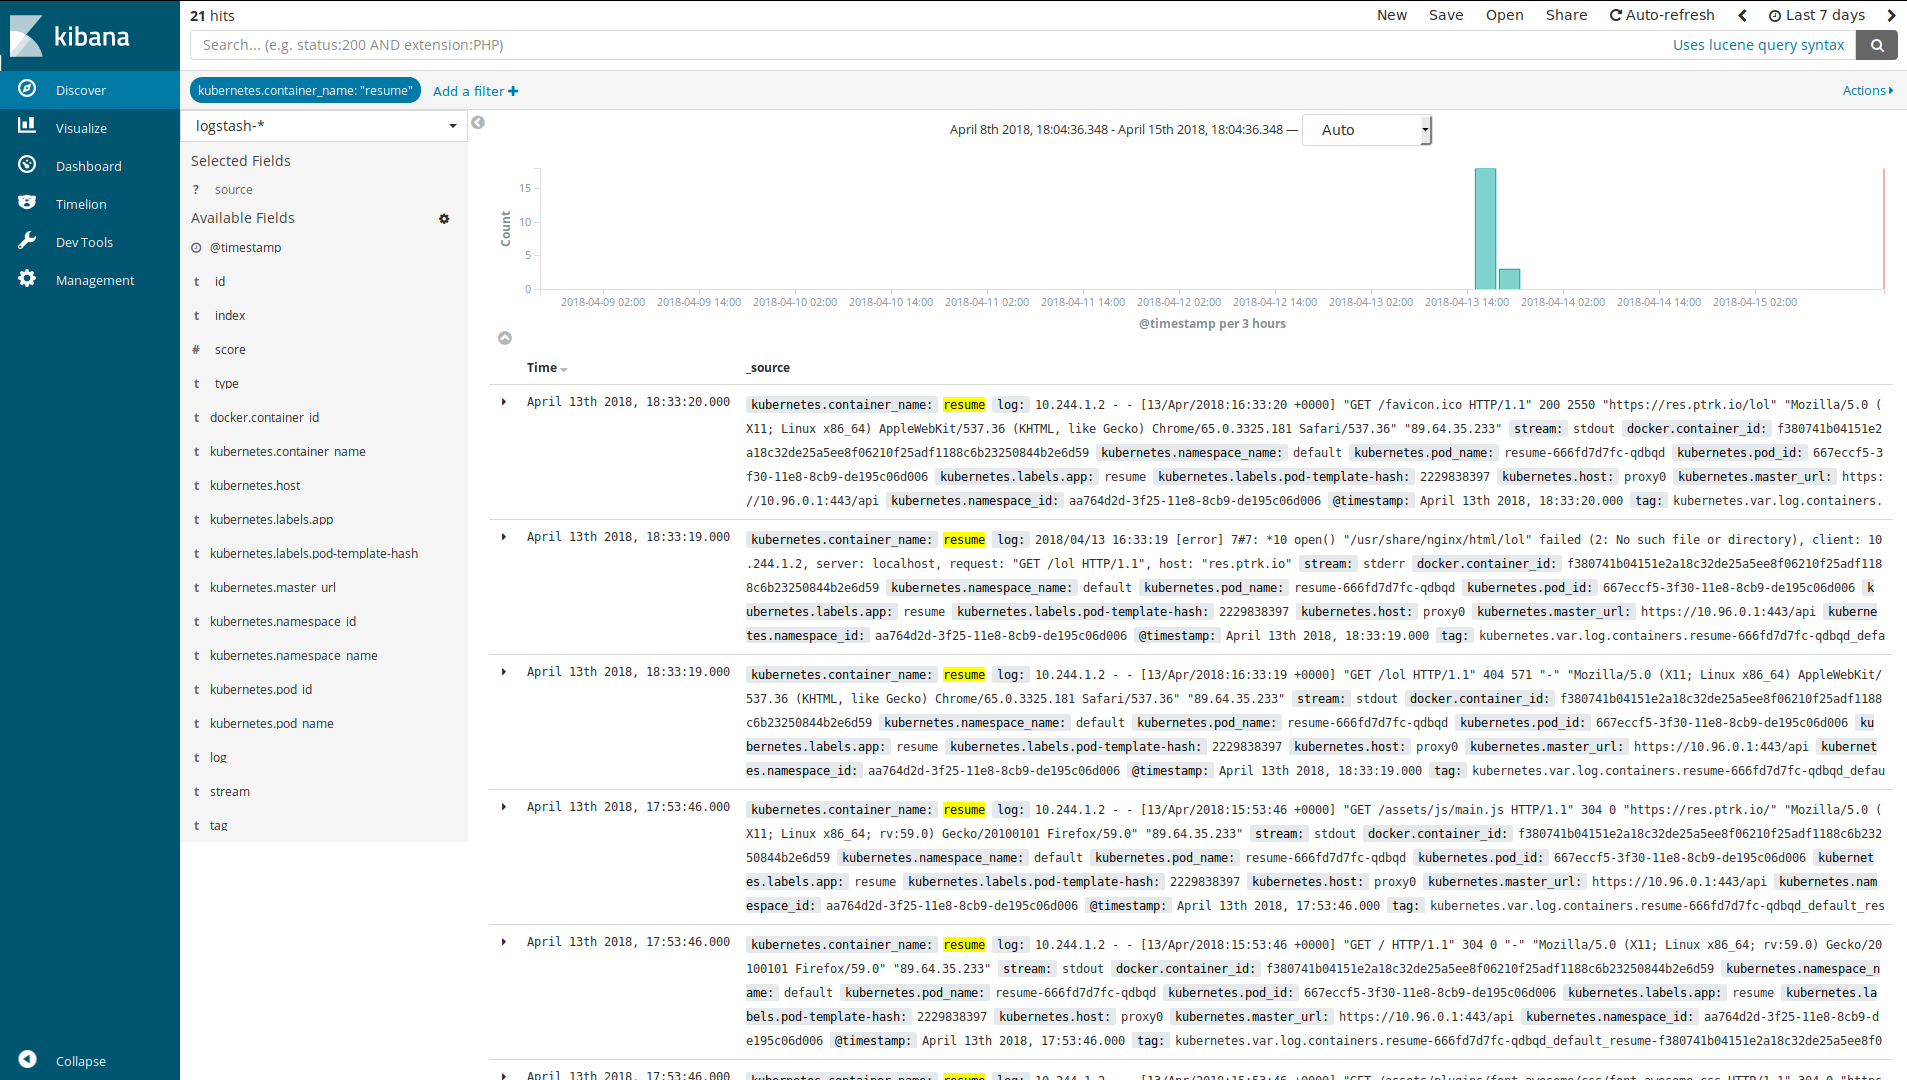 kibana
Discover
Visualize
Dashboard
Timelion
Dev Tools
Management
Collapse
21 hits
New Save Open Share Auto-refresh Last 7 days
Search... (e.g. status:200 AND extension:PHP)
Uses lucene query syntax
kubernetes.container_name: "resume" Add a filter
Actions
logstash-*
Selected Fields
? source
Available Fields
@timestamp
t id
t index
# score
t type
t docker.container id
t kubernetes.container name
t kubernetes.host
t kubernetes.labels.app
t kubernetes.labels.pod-template-hash
t kubernetes.master url
t kubernetes.namespace id
t kubernetes.namespace name
t kubernetes.pod id
t kubernetes.pod name
t log
t stream
t tag
April 8th 2018, 18:04:36.348 - April 15th 2018, 18:04:36.348 — Auto
Count
15
10
5
0
2018-04-09 02:00 2018-04-09 14:00 2018-04-10 02:00 2018-04-10 14:00 2018-04-11 02:00 2018-04-11 14:00 2018-04-12 02:00 2018-04-12 14:00 2018-04-13 02:00 2018-04-13 14:00 2018-04-14 02:00 2018-04-14 14:00 2018-04-15 02:00
@timestamp per 3 hours
Time _source
April 13th 2018, 18:33:20.000 kubernetes.container_name: resume log: 10.244.1.2 - - [13/Apr/2018:16:33:20 +0000] "GET /favicon.ico HTTP/1.1" 200 2550 "https://res.ptrk.io/lol" "Mozilla/5.0 (
X11; Linux x86_64) AppleWebKit/537.36 (KHTML, like Gecko) Chrome/65.0.3325.181 Safari/537.36" "89.64.35.233" stream: stdout docker.container_id: f380741b04151e2
a18c32de25a5ee8f06210f25adf1188c6b23250844b2e6d59 kubernetes.namespace_name: default kubernetes.pod_name: resume-666fd7d7fc-qdbqd kubernetes.pod_id: 667eccf5-3
f30-11e8-8cb9-de195c06d006 kubernetes.labels.app: resume kubernetes.labels.pod-template-hash: 2229838397 kubernetes.host: proxy0 kubernetes.master_url: https:
//10.96.0.1:443/api kubernetes.namespace_id: aa764d2d-3f25-11e8-8cb9-de195c06d006 @timestamp: April 13th 2018, 18:33:20.000 tag: kubernetes.var.log.containers.
April 13th 2018, 18:33:19.000 kubernetes.container_name: resume log: 2018/04/13 16:33:19 [error] 7#7: *10 open() "/usr/share/nginx/html/lol" failed (2: No such file or directory), client: 10
.244.1.2, server: localhost, request: "GET /lol HTTP/1.1", host: "res.ptrk.io" stream: stderr docker.container_id: f380741b04151e2a18c32de25a5ee8f06210f25adf118
8c6b23250844b2e6d59 kubernetes.namespace_name: default kubernetes.pod_name: resume-666fd7d7fc-qdbqd kubernetes.pod_id: 667eccf5-3f30-11e8-8cb9-de195c06d006 k
ubernetes.labels.app: resume kubernetes.labels.pod-template-hash: 2229838397 kubernetes.host: proxy0 kubernetes.master_url: https://10.96.0.1:443/api kuberne
tes.namespace_id: aa764d2d-3f25-11e8-8cb9-de195c06d006 @timestamp: April 13th 2018, 18:33:19.000 tag: kubernetes.var.log.containers.resume-666fd7d7fc-qdbqd_defa
April 13th 2018, 18:33:19.000 kubernetes.container_name: resume log: 10.244.1.2 - - [13/Apr/2018:16:33:19 +0000] "GET /lol HTTP/1.1" 404 571 "-" "Mozilla/5.0 (X11; Linux x86_64) AppleWebKit/
537.36 (KHTML, like Gecko) Chrome/65.0.3325.181 Safari/537.36" "89.64.35.233" stream: stdout docker.container_id: f380741b04151e2a18c32de25a5ee8f06210f25adf1188
c6b23250844b2e6d59 kubernetes.namespace_name: default kubernetes.pod_name: resume-666fd7d7fc-qdbqd kubernetes.pod_id: 667eccf5-3f30-11e8-8cb9-de195c06d006 ku
bernetes.labels.app: resume kubernetes.labels.pod-template-hash: 2229838397 kubernetes.host: proxy0 kubernetes.master_url: https://10.96.0.1:443/api kubernet
es.namespace_id: aa764d2d-3f25-11e8-8cb9-de195c06d006 @timestamp: April 13th 2018, 18:33:19.000 tag: kubernetes.var.log.containers.resume-666fd7d7fc-qdbqd_defau
April 13th 2018, 17:53:46.000 kubernetes.container_name: resume log: 10.244.1.2 - - [13/Apr/2018:15:53:46 +0000] "GET /assets/js/main.js HTTP/1.1" 304 0 "https://res.ptrk.io/" "Mozilla/5.0 (
X11; Linux x86_64; rv:59.0) Gecko/20100101 Firefox/59.0" "89.64.35.233" stream: stdout docker.container_id: f380741b04151e2a18c32de25a5ee8f06210f25adf1188c6b232
50844b2e6d59 kubernetes.namespace_name: default kubernetes.pod_name: resume-666fd7d7fc-qdbqd kubernetes.pod_id: 667eccf5-3f30-11e8-8cb9-de195c06d006 kubernet
es.labels.app: resume kubernetes.labels.pod-template-hash: 2229838397 kubernetes.host: proxy0 kubernetes.master_url: https://10.96.0.1:443/api kubernetes.nam
espace_id: aa764d2d-3f25-11e8-8cb9-de195c06d006 @timestamp: April 13th 2018, 17:53:46.000 tag: kubernetes.var.log.containers.resume-666fd7d7fc-qdbqd_default_res
April 13th 2018, 17:53:46.000 kubernetes.container_name: resume log: 10.244.1.2 - - [13/Apr/2018:15:53:46 +0000] "GET / HTTP/1.1" 304 0 "-" "Mozilla/5.0 (X11; Linux x86_64; rv:59.0) Gecko/20
100101 Firefox/59.0" "89.64.35.233" stream: stdout docker.container_id: f380741b04151e2a18c32de25a5ee8f06210f25adf1188c6b23250844b2e6d59 kubernetes.namespace_n
ame: default kubernetes.pod_name: resume-666fd7d7fc-qdbqd kubernetes.pod_id: 667eccf5-3f30-11e8-8cb9-de195c06d006 kubernetes.labels.app: resume kubernetes.la
bels.pod-template-hash: 2229838397 kubernetes.host: proxy0 kubernetes.master_url: https://10.96.0.1:443/api kubernetes.namespace_id: aa764d2d-3f25-11e8-8cb9-d
e195c06d006 @timestamp: April 13th 2018, 17:53:46.000 tag: kubernetes.var.log.containers.resume-666fd7d7fc-qdbqd_default_resume-f380741b04151e2a18c32de25a5ee8f0
April 13th 2018, 17:53:46.000